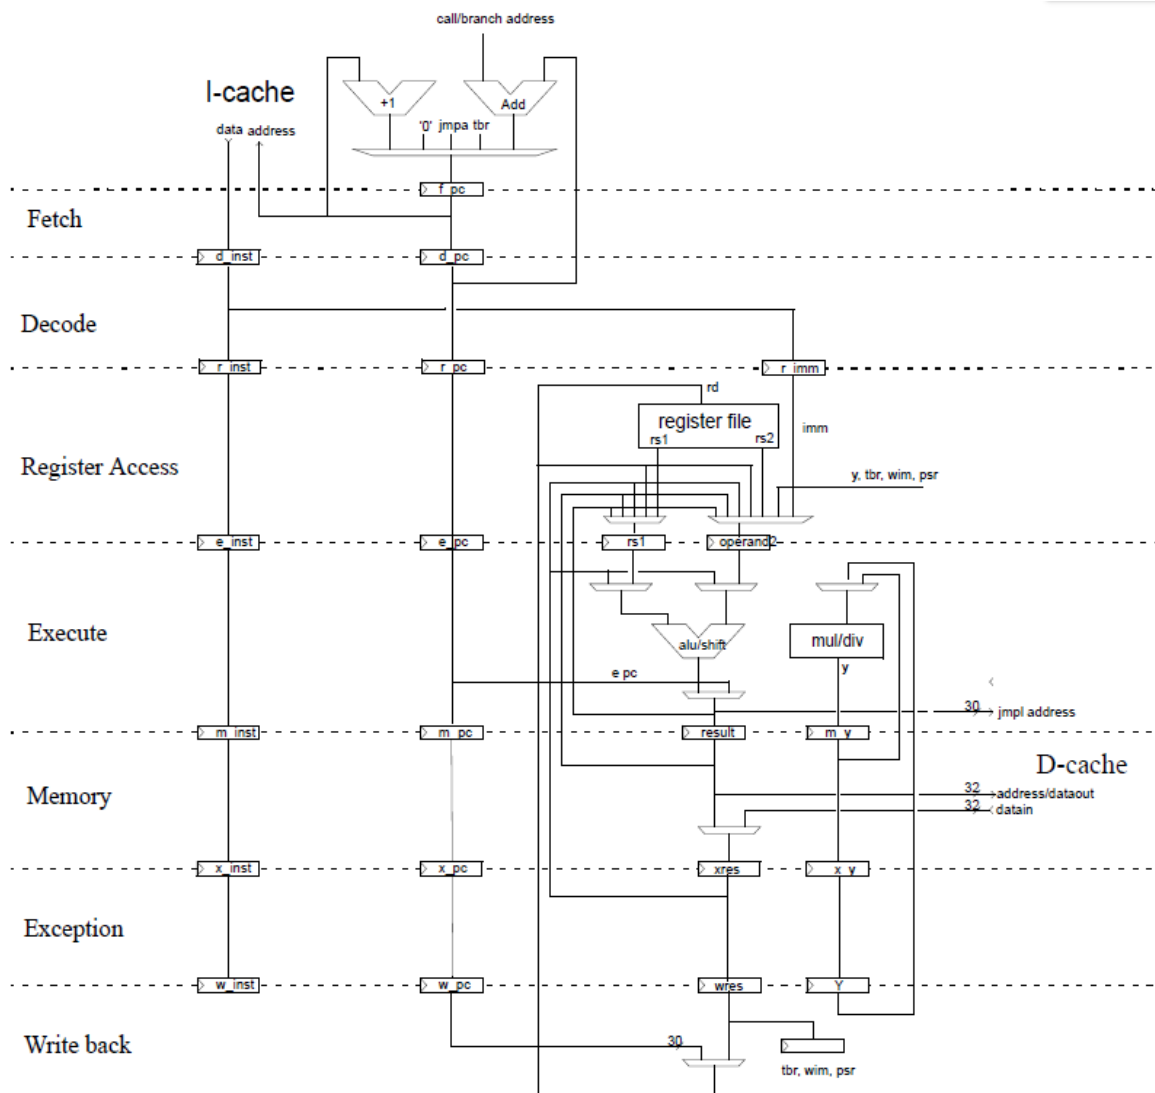 call/branch address
I-cache
+1
Add
data address
'0' jmpa tbr
f_pc
Fetch
d_inst
d_pc
Decode
r_inst
r_pc
r_imm
rd
register file
rs1
rs2
imm
Register Access
y, tbr, wim, psr
e_inst
e_pc
rs1
operand2
Execute
alu/shift
mul/div
y
e pc
30
jmpl address
m_inst
m_pc
result
m_y
D-cache
Memory
32
address/dataout
32
datain
x_inst
x_pc
xres
x_y
Exception
w_inst
w_pc
wres
Y
Write back
30
tbr, wim, psr